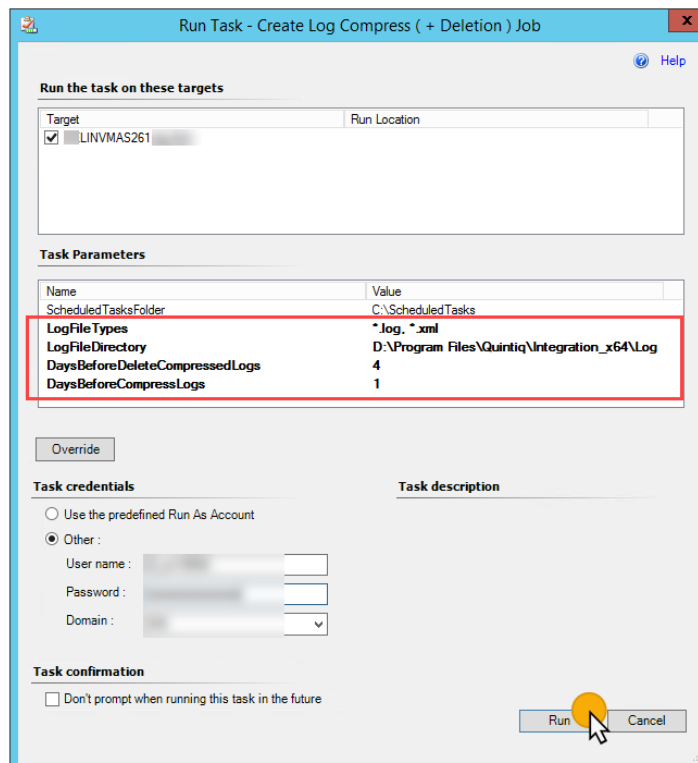 Run Task - Create Log Compress ( + Deletion ) Job
x
Help
Run the task on these targets
Target Run Location
LINVMAS261
Task Parameters
Name Value
ScheduledTasksFolder C:\ScheduledTasks
LogFileTypes *.log, *.xml
LogFileDirectory D:\Program Files\Quintiq\Integration_x64\Log
DaysBeforeDeleteCompressedLogs 4
DaysBeforeCompressLogs 1
Override
Task credentials Task description
Use the predefined Run As Account
Other :
User name :
Password :
Domain :
Task confirmation
Don't prompt when running this task in the future
Run Cancel